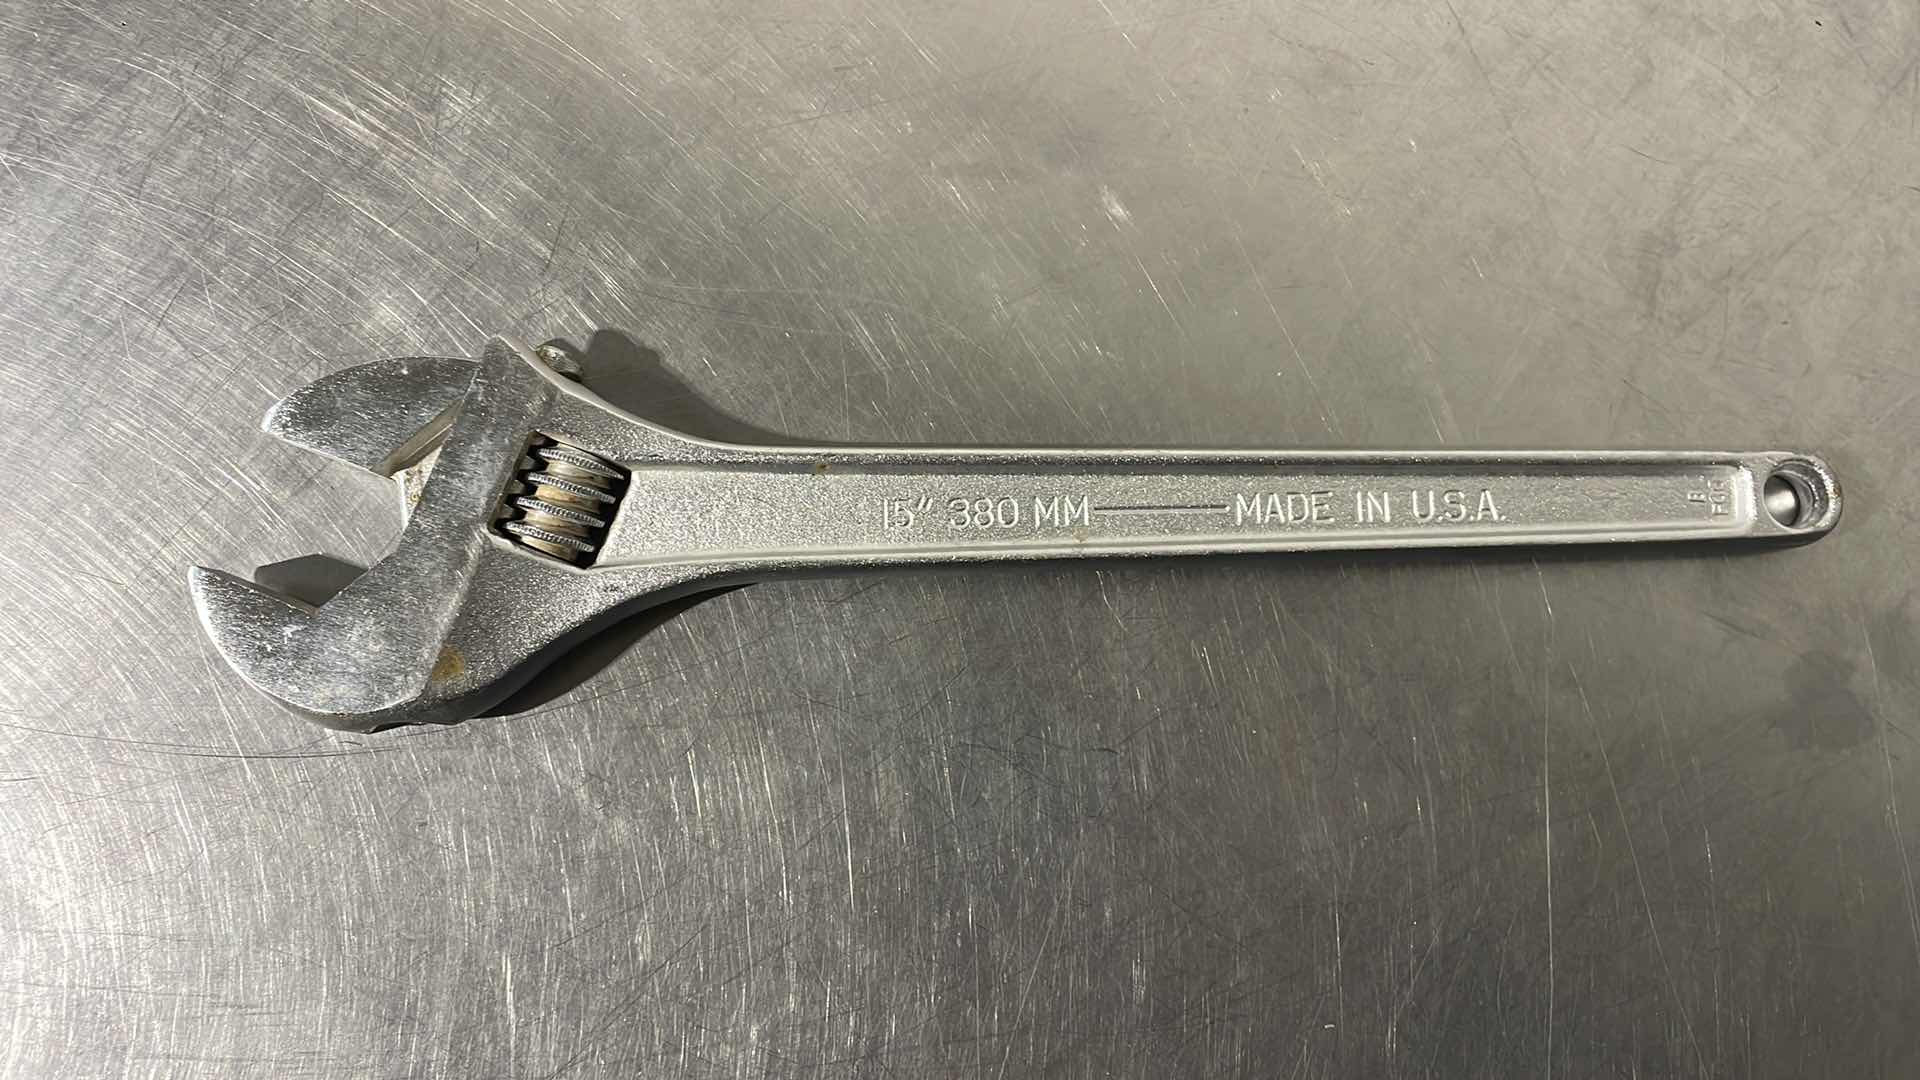 15" 380 MM MADE IN U.S.A.